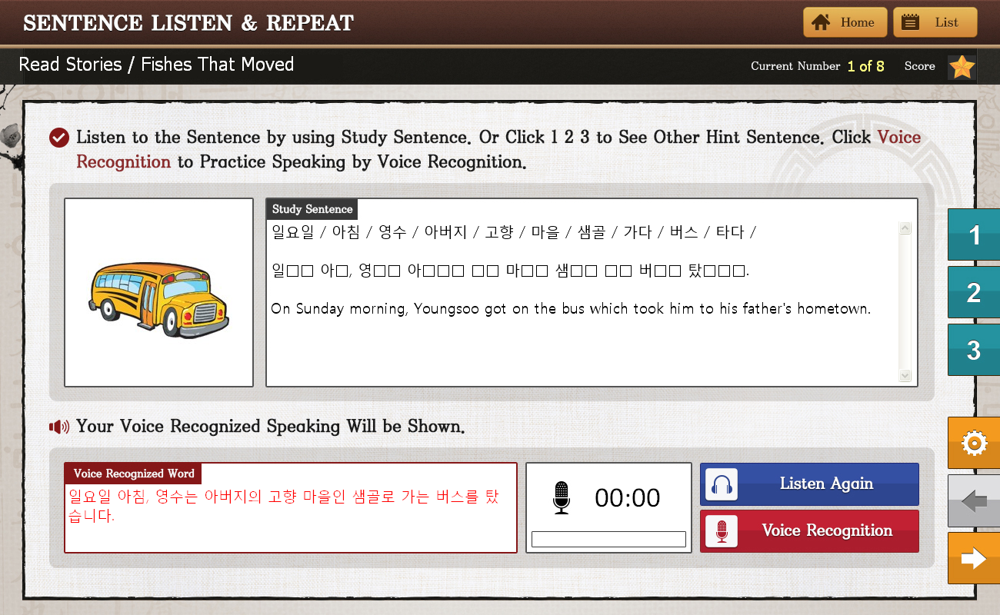 SENTENCE LISTEN & REPEAT
Home
List
Read Stories / Fishes That Moved
Current Number 1 of 8 Score
Listen to the Sentence by using Study Sentence. Or Click 1 2 3 to See Other Hint Sentence. Click Voice
Recognition to Practice Speaking by Voice Recognition.
Study Sentence
일요일 / 아침 / 영수 / 아버지 / 고향 / 마을 / 샘골 / 가다 / 버스 / 타다 /
일□□ 아□, 영□□ 아□□□ □□ 마□□ 샘□□ □□ 버□□ 탔□□□.
On Sunday morning, Youngsoo got on the bus which took him to his father's hometown.
1
2
3
Your Voice Recognized Speaking Will be Shown.
Voice Recognized Word
일요일 아침, 영수는 아버지의 고향 마을인 샘골로 가는 버스를 탔
습니다.
00:00
Listen Again
Voice Recognition